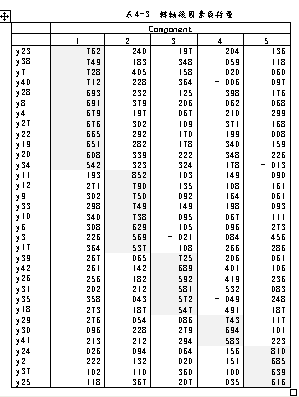 表 4-3 轉軸後因素負荷量
Component
1 2 3 4 5
y23 762 240 197 204 136
y38 749 183 348 059 118
y7 728 405 158 020 060
y40 712 228 364 -006 097
y28 693 232 125 398 176
y8 691 379 206 062 068
y4 679 197 067 210 299
y27 676 302 109 371 168
y22 665 292 170 199 008
y19 651 282 178 340 159
y20 608 339 222 348 226
y34 542 323 324 178 -013
y11 193 852 103 149 090
y12 271 790 135 108 161
y9 302 750 092 164 061
y33 298 749 149 198 093
y10 340 738 095 067 111
y6 308 629 105 096 273
y3 226 569 -021 084 456
y17 364 537 108 266 286
y39 267 065 725 206 061
y42 261 142 689 401 106
y26 256 182 592 419 236
y31 202 212 581 532 083
y35 358 043 572 -049 248
y18 273 187 547 491 187
y29 276 054 086 743 117
y30 096 228 279 694 101
y41 213 212 294 583 223
y24 026 094 064 156 810
y2 222 132 020 151 685
y37 102 110 360 100 639
y25 118 367 207 035 616